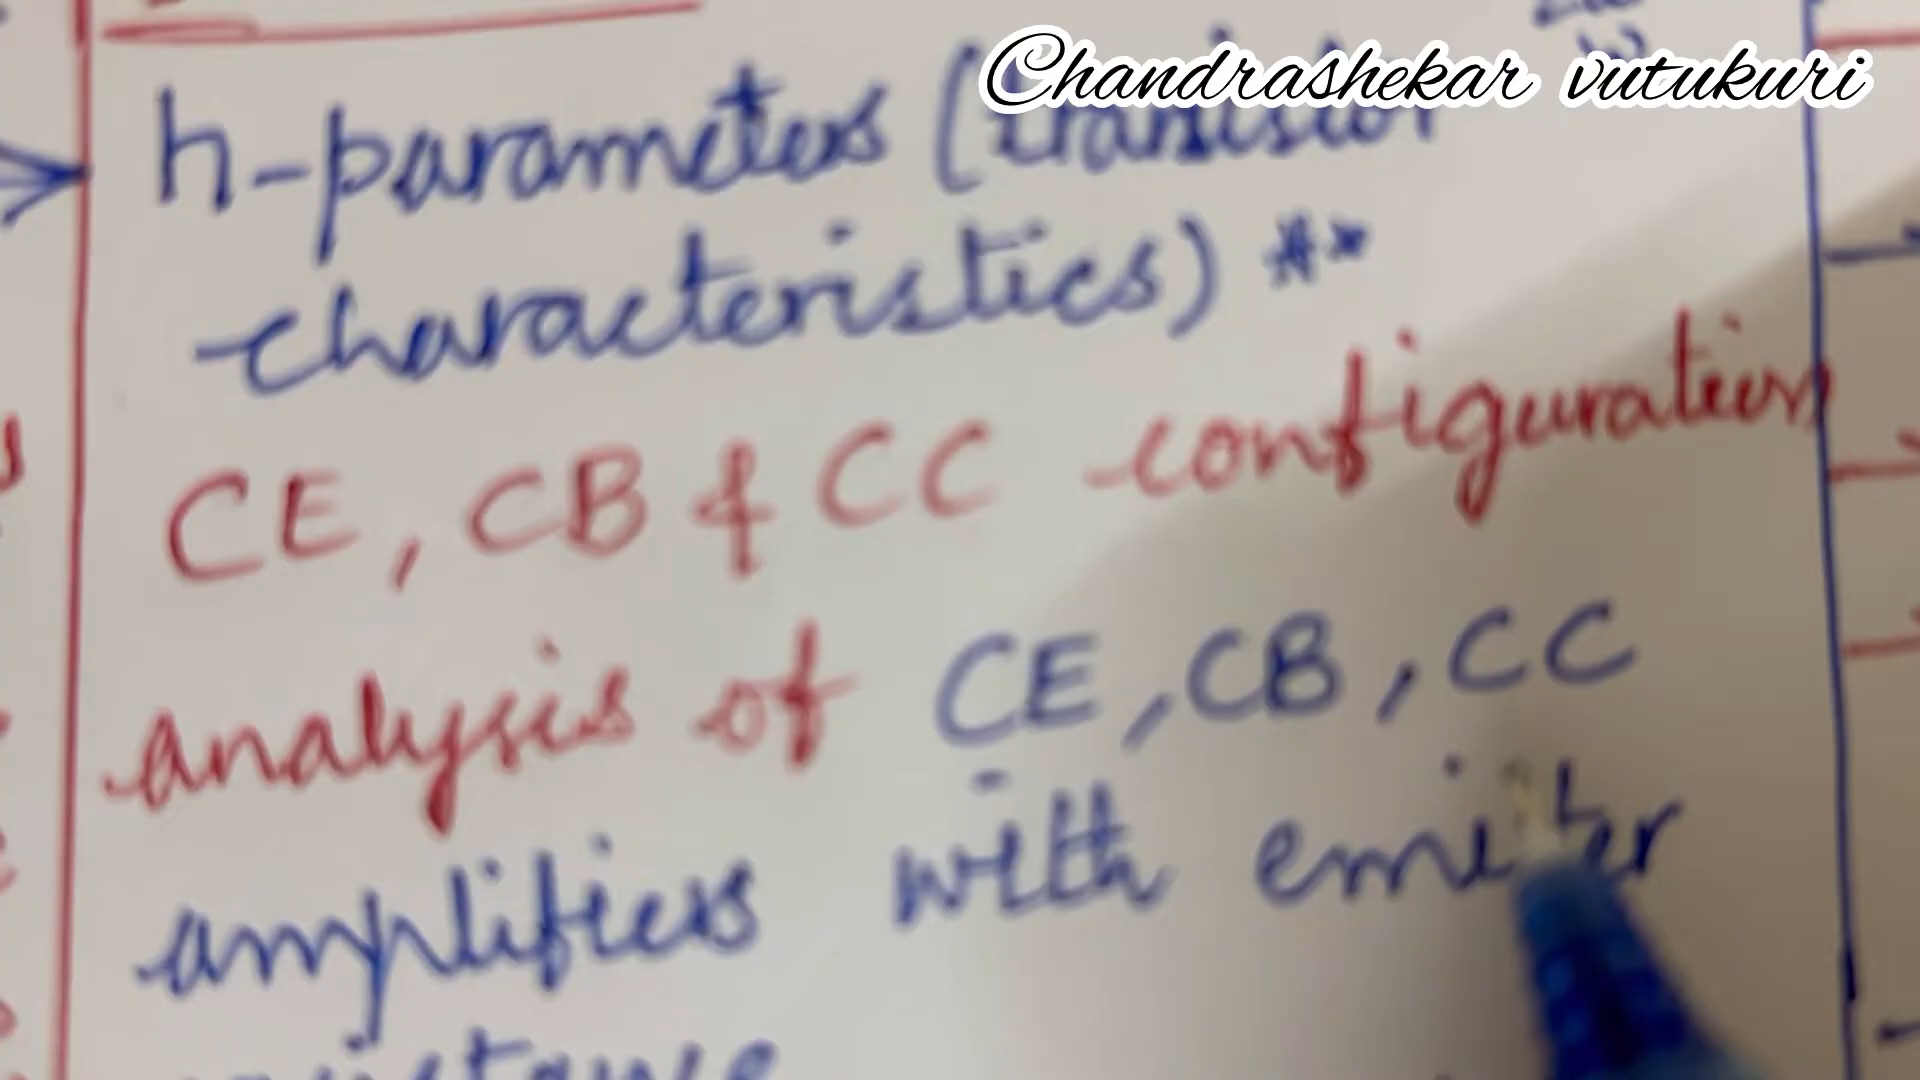 Chandrashekar vutukuri
h-parameters (transistor
characteristics) **
CE, CB & CC configuration
analysis of CE, CB, CC
amplifiers with emitter